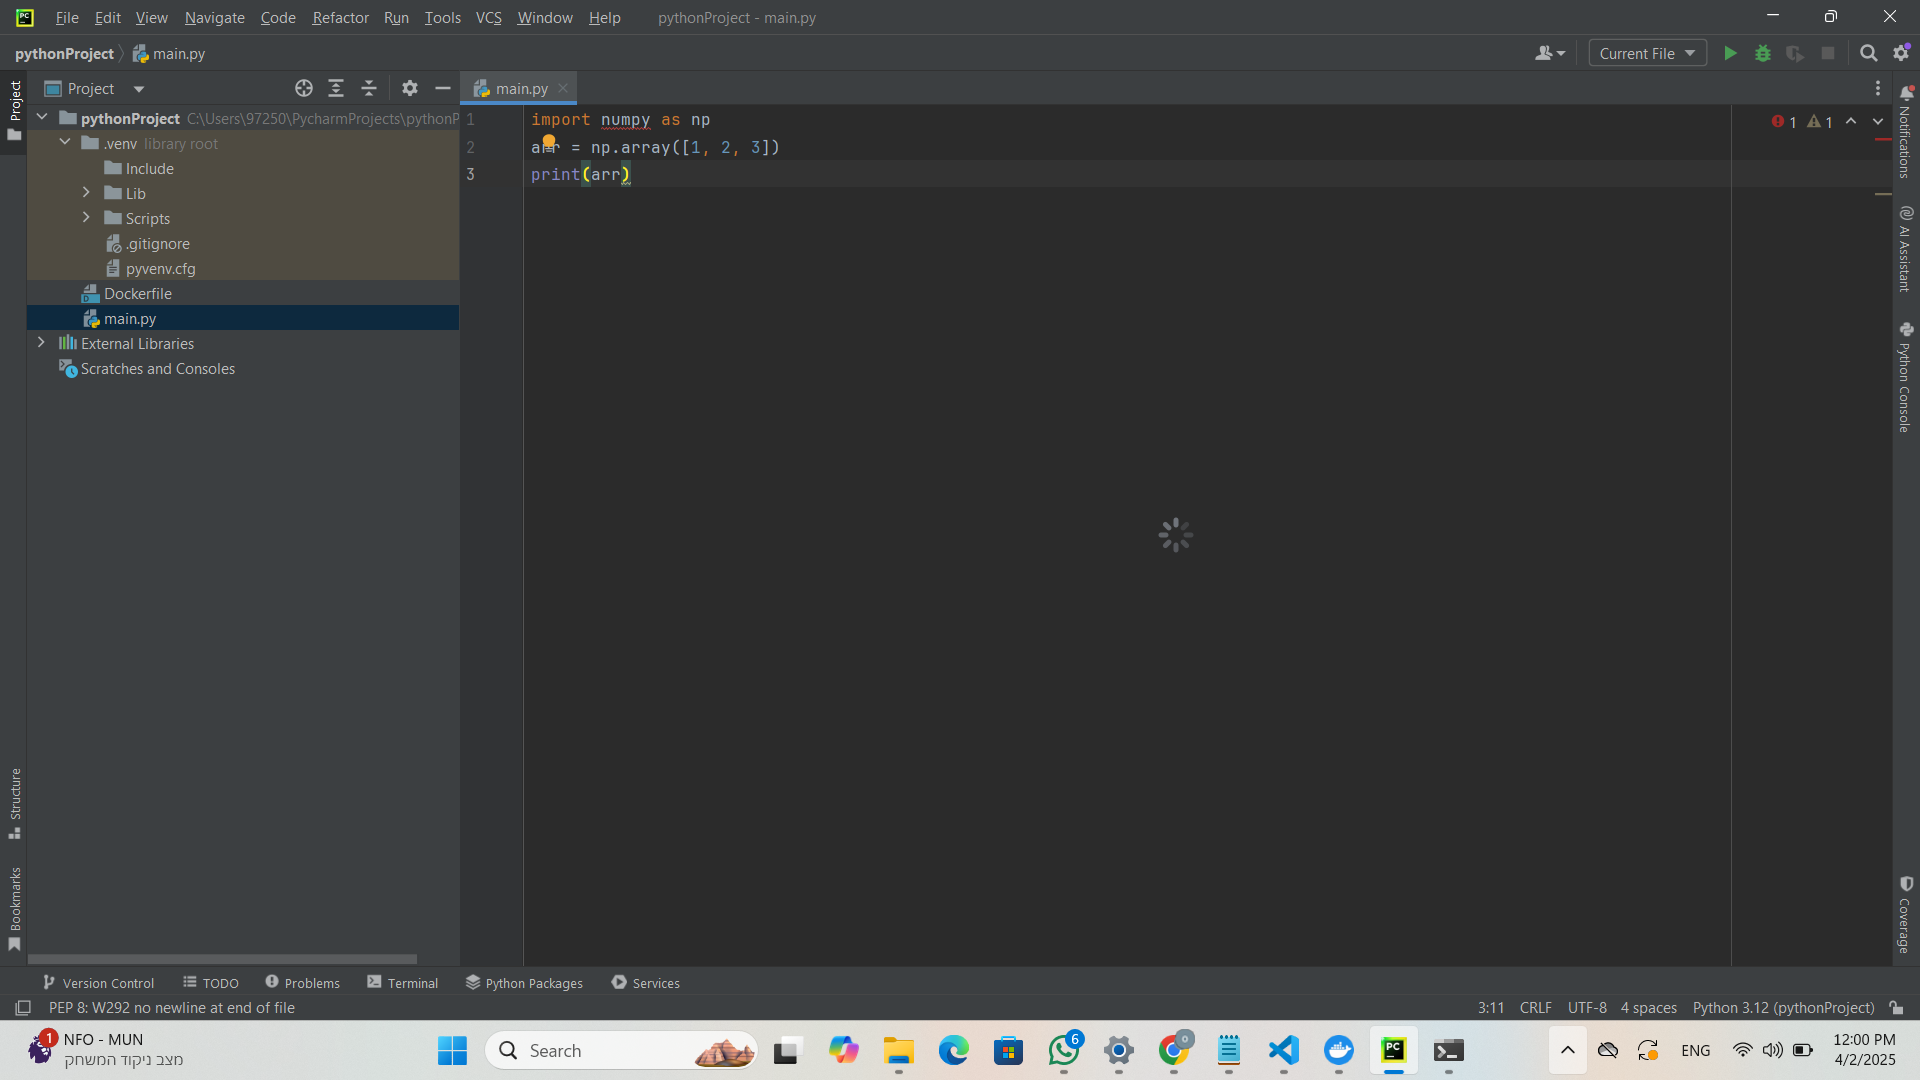 PC
File Edit View Navigate Code Refactor Run Tools VCS Window Help pythonProject - main.py
pythonProject main.py
Current File
Project
Project
main.py
pythonProject C:\Users\97250\PycharmProjects\pythonP
.venv library root
Include
Lib
Scripts
.gitignore
pyvenv.cfg
Dockerfile
main.py
External Libraries
Scratches and Consoles
1 import numpy as np
2 arr = np.array([1, 2, 3])
3 print(arr)
1 1
Notifications
AI Assistant
Python Console
Coverage
Structure
Bookmarks
Version Control TODO Problems Terminal Python Packages Services
PEP 8: W292 no newline at end of file
3:11 CRLF UTF-8 4 spaces Python 3.12 (pythonProject)
1
NFO - MUN
מצב ניקוד המשחק
Search
6
0
PC
ENG
12:00 PM
4/2/2025